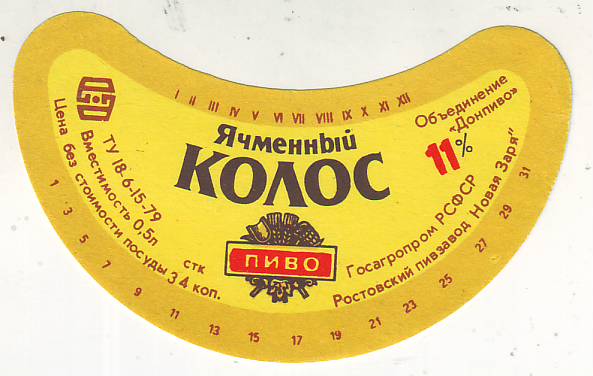 I II III IV V VI VII VIII IX X XI XII
Ячменный
КОЛОС
ПИВО
11%
Объединение
„Донпиво"
Госагропром РСФСР
Ростовский пивзавод „Новая Заря"
ТУ 18-6-15-79
Вместимость 0,5л
стк
Цена без стоимости посуды 34 коп.
1 3 5 7 9 11 13 15 17 19 21 23 25 27 29 31